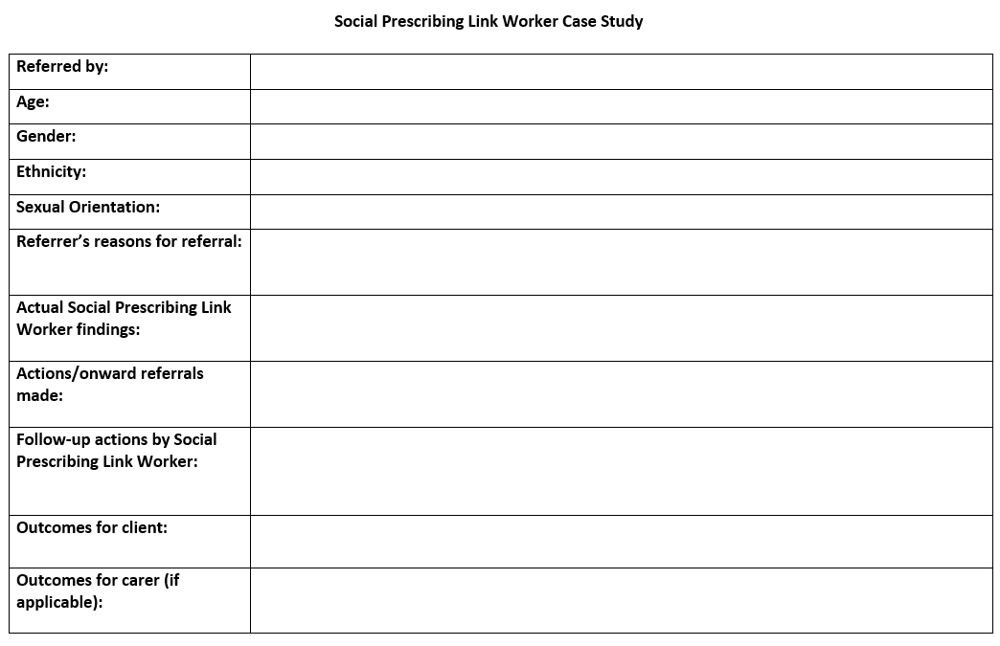 Social Prescribing Link Worker Case Study
Referred by:
Age:
Gender:
Ethnicity:
Sexual Orientation:
Referrer’s reasons for referral:
Actual Social Prescribing Link
Worker findings:
Actions/onward referrals
made:
Follow-up actions by Social
Prescribing Link Worker:
Outcomes for client:
Outcomes for carer (if
applicable):